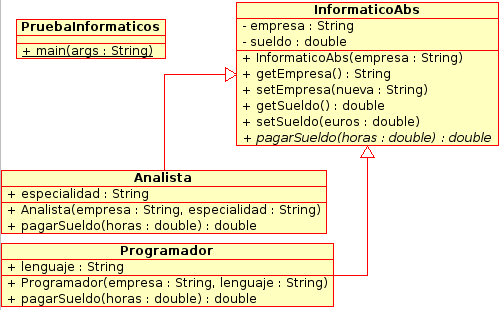 PruebaInformaticos
+ main(args : String)
InformaticoAbs
- empresa : String
- sueldo : double
+ InformaticoAbs(empresa : String)
+ getEmpresa() : String
+ setEmpresa(nueva : String)
+ getSueldo() : double
+ setSueldo(euros : double)
+ pagarSueldo(horas : double) : double
Analista
+ especialidad : String
+ Analista(empresa : String, especialidad : String)
+ pagarSueldo(horas : double) : double
Programador
+ lenguaje : String
+ Programador(empresa : String, lenguaje : String)
+ pagarSueldo(horas : double) : double